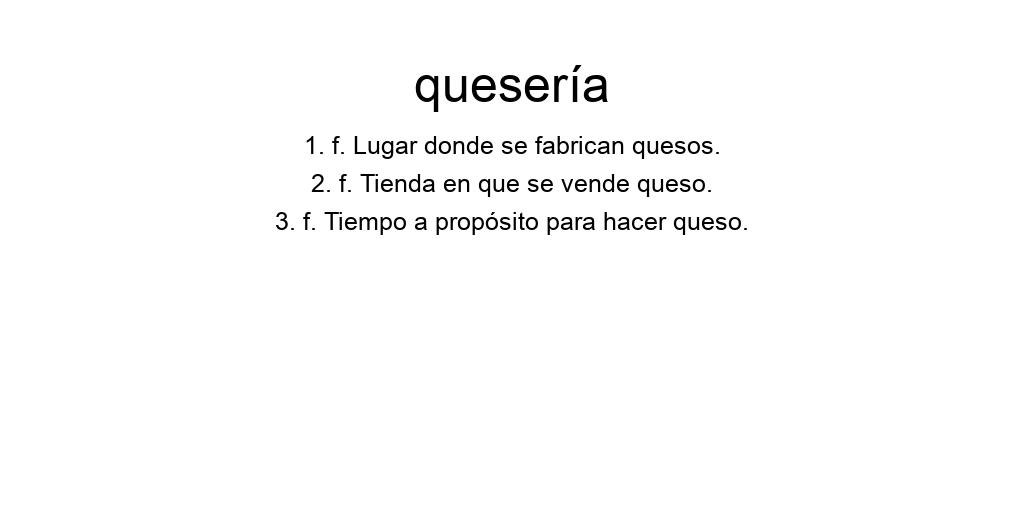 quesería
1. f. Lugar donde se fabrican quesos.
2. f. Tienda en que se vende queso.
3. f. Tiempo a propósito para hacer queso.